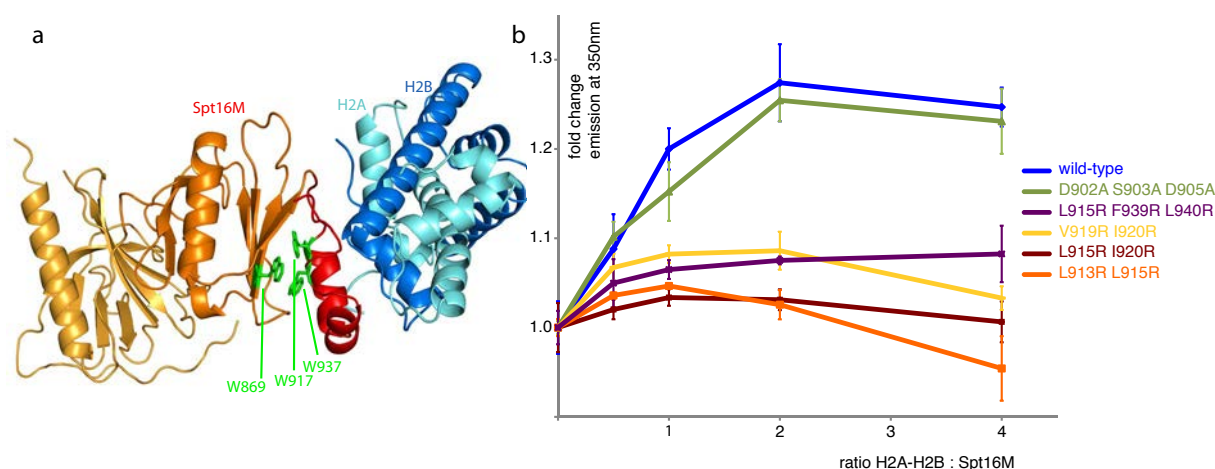 a
H2B
H2A
Spt16M
W937
W917
W869
b
fold change
emission at 350nm
1.3
1.2
1.1
1.0
1
2
3
4
ratio H2A-H2B : Spt16M
wild-type
D902A S903A D905A
L915R F939R L940R
V919R I920R
L915R I920R
L913R L915R